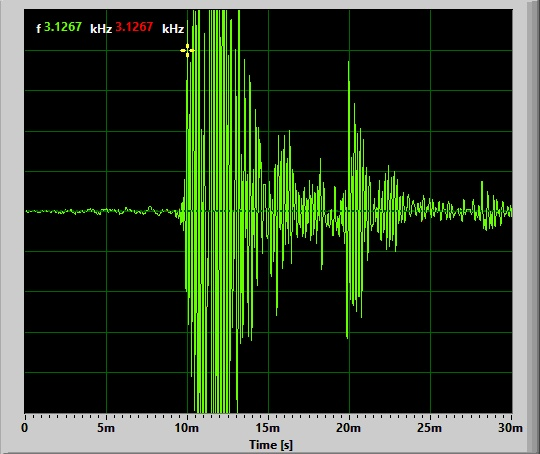 f 3.1267 kHz 3.1267 kHz
0 5m 10m 15m 20m 25m 30m
Time [s]